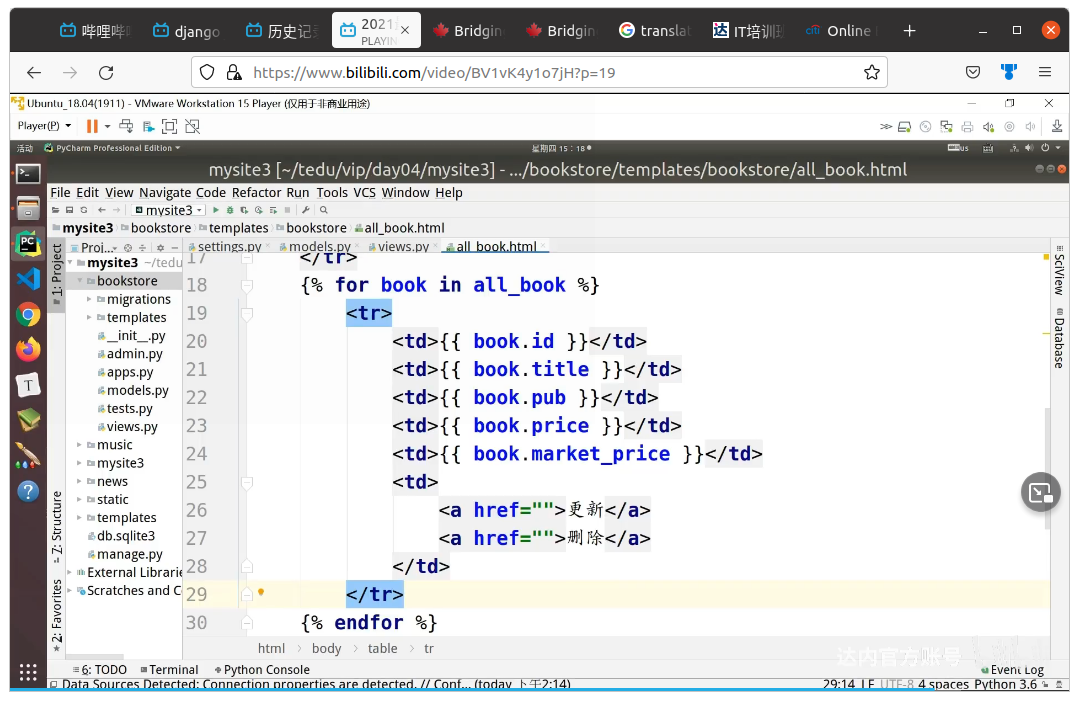 哔哩哔哩
django
历史记录
2021
PLAYIN
Bridgin
Bridgin
translat
达 IT培训班
citi Online
https://www.bilibili.com/video/BV1vK4y1o7jH?p=19
Ubuntu_18.04(1911) - VMware Workstation 15 Player (仅用于非商业用途)
Player(P)
活动
PyCharm Professional Edition
星期四 15：18
mysite3 [~/tedu/vip/day04/mysite3] - .../bookstore/templates/bookstore/all_book.html
File Edit View Navigate Code Refactor Run Tools VCS Window Help
mysite3
mysite3 bookstore templates bookstore all_book.html
Proj...
settings.py models.py views.py all_book.html
1: Project
mysite3 ~/tedu
bookstore
migrations
templates
__init__.py
admin.py
apps.py
models.py
tests.py
views.py
music
mysite3
news
static
templates
db.sqlite3
manage.py
External Librarie
Scratches and C
Z: Structure
2: Favorites
17 </tr>
18 {% for book in all_book %}
19 <tr>
20 <td>{{ book.id }}</td>
21 <td>{{ book.title }}</td>
22 <td>{{ book.pub }}</td>
23 <td>{{ book.price }}</td>
24 <td>{{ book.market_price }}</td>
25 <td>
26 <a href="">更新</a>
27 <a href="">删除</a>
28 </td>
29 </tr>
30 {% endfor %}
html body table tr
SciView
Database
6: TODO Terminal Python Console
达内官方账号
Event Log
Data Sources Detected: Connection properties are detected. // Conf... (today 下午2:14)
29:14 LF UTF-8 4 spaces Python 3.6